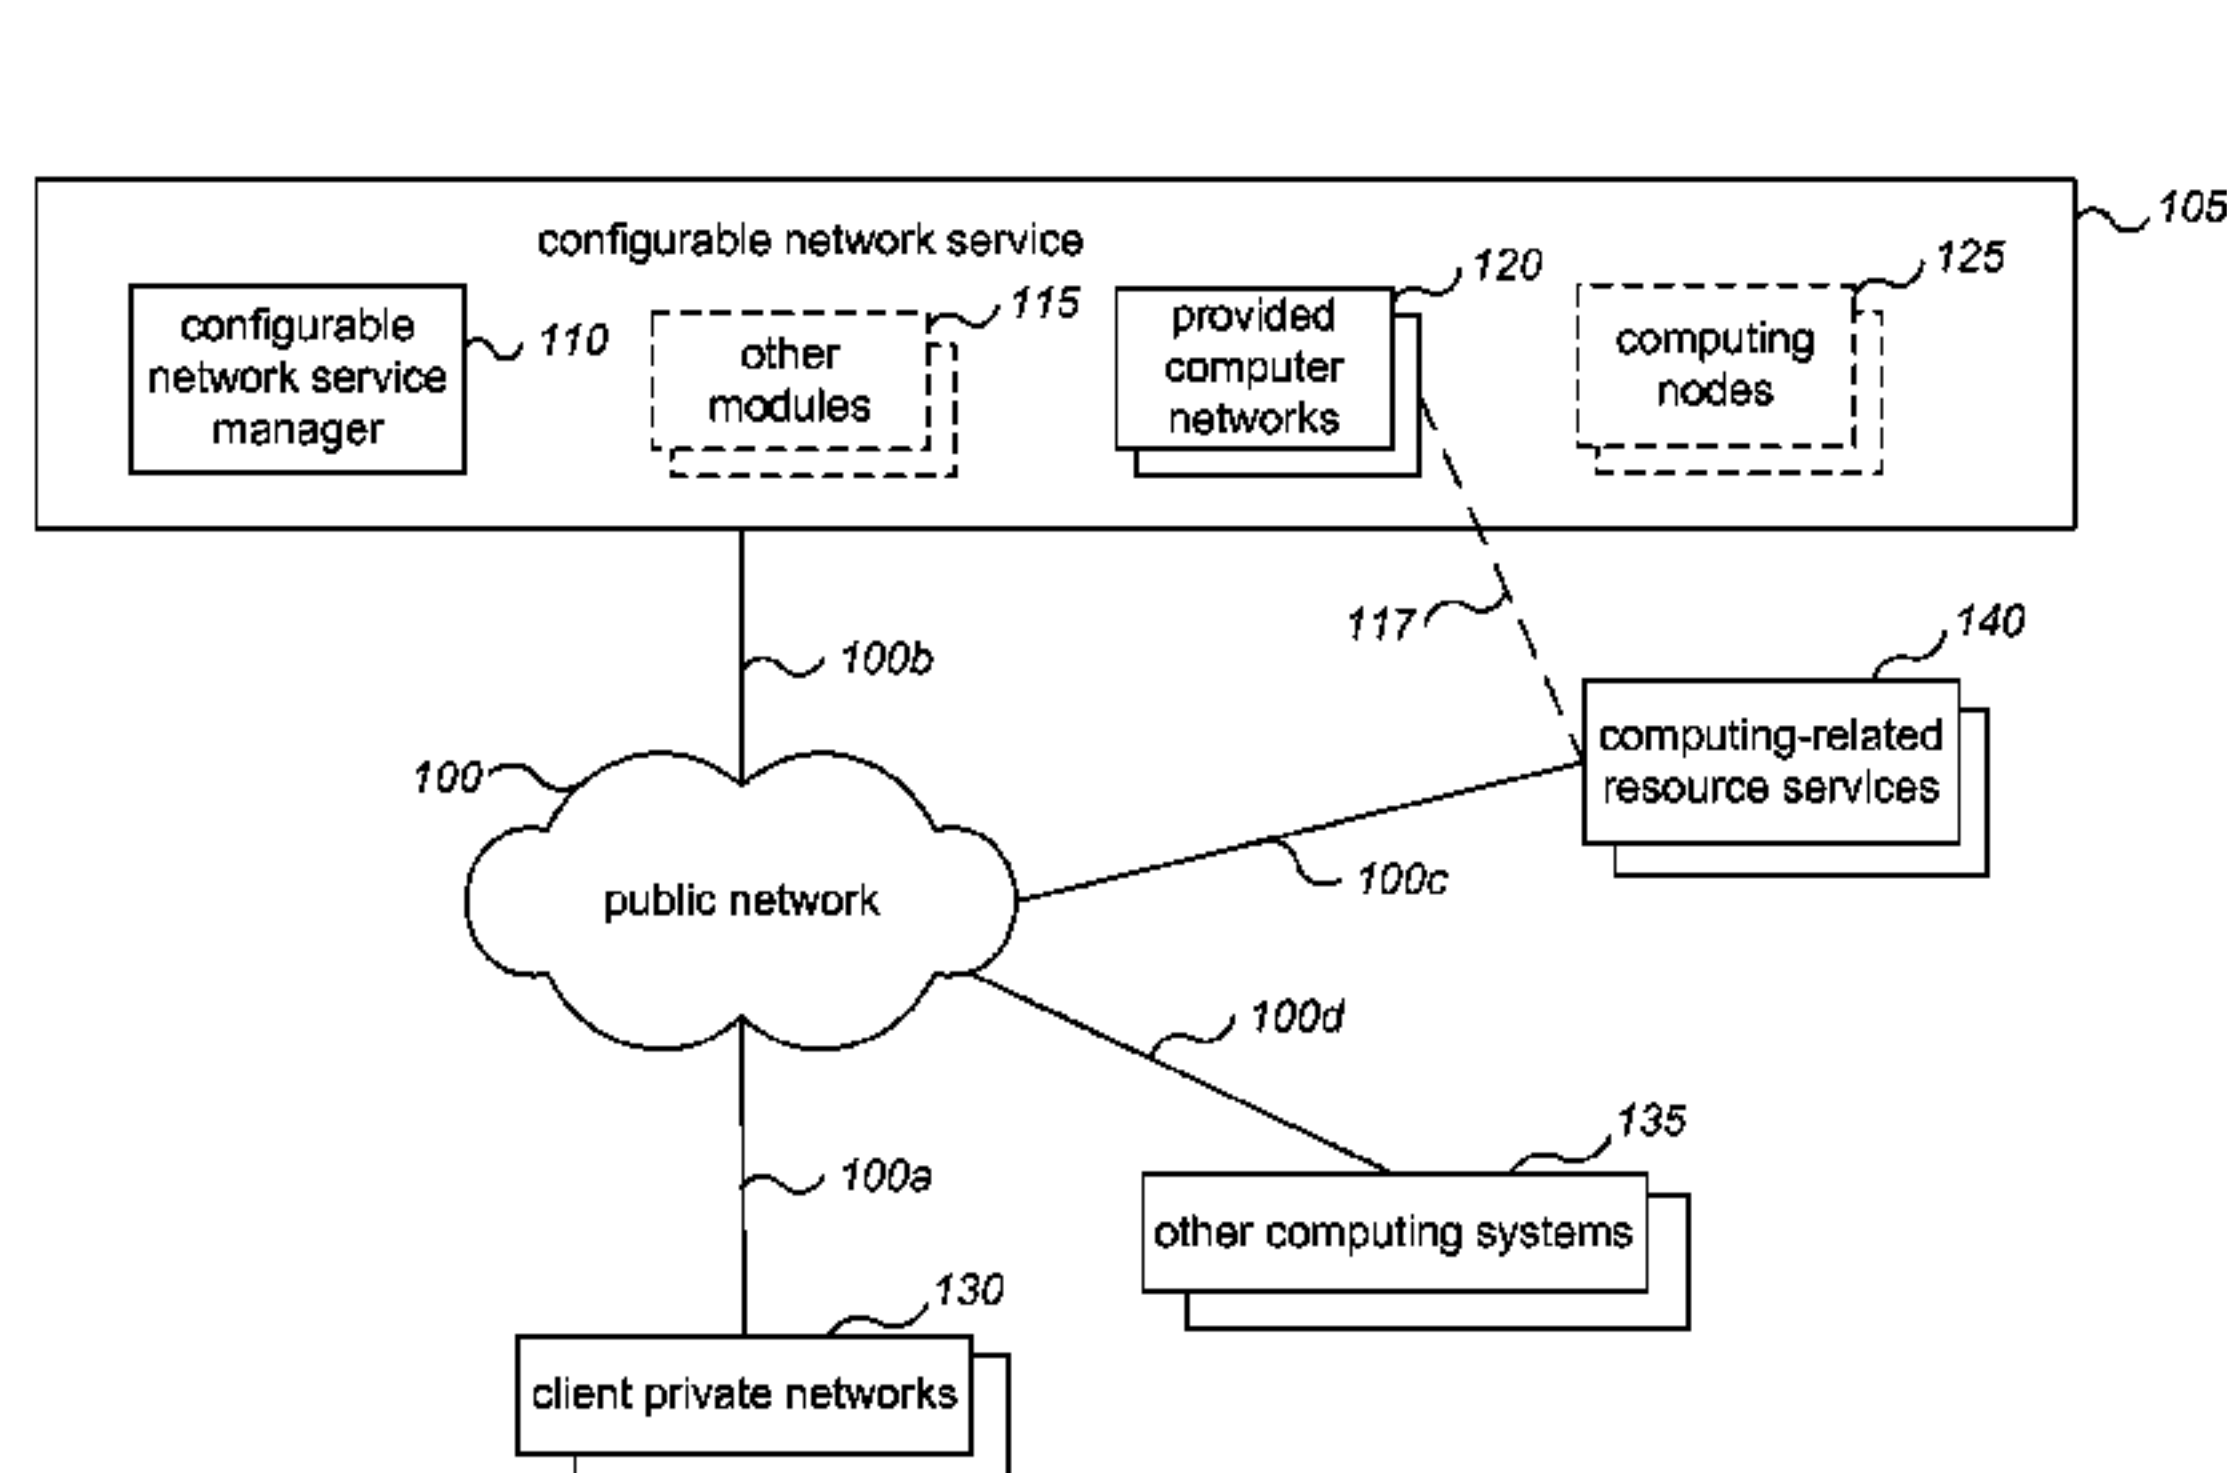 105
configurable network service
120
125
configurable
network service
manager
110
other
modules
115
provided
computer
networks
computing
nodes
117
140
100b
computing-related
resource services
100
public network
100c
100d
135
100a
other computing systems
130
client private networks